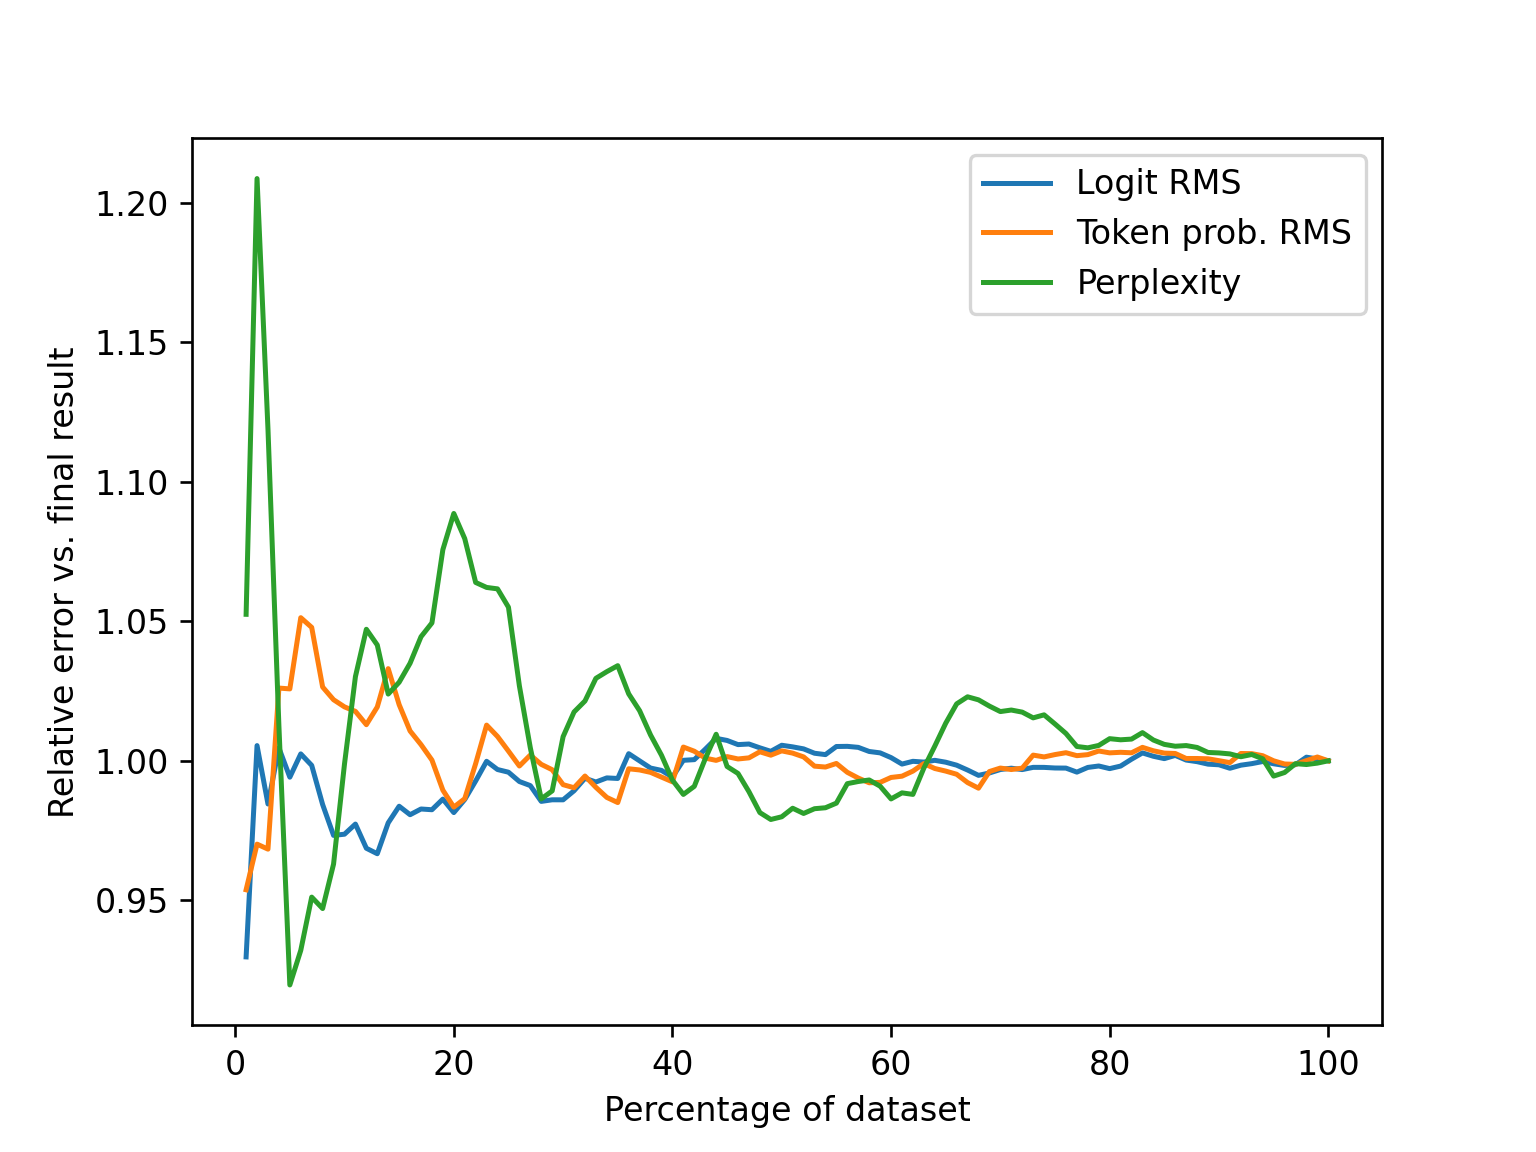 Logit RMS
Token prob. RMS
Perplexity
Relative error vs. final result
1.20
1.15
1.10
1.05
1.00
0.95
0 20 40 60 80 100
Percentage of dataset